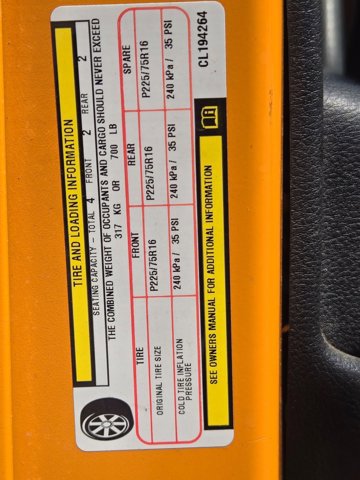 TIRE AND LOADING INFORMATION
SEATING CAPACITY - TOTAL 4 FRONT 2 REAR 2
THE COMBINED WEIGHT OF OCCUPANTS AND CARGO SHOULD NEVER EXCEED
317 KG OR 700 LB
TIRE FRONT REAR SPARE
ORIGINAL TIRE SIZE P225/75R16 P225/75R16 P225/75R16
COLD TIRE INFLATION PRESSURE 240 kPa / 35 PSI 240 kPa / 35 PSI 240 kPa / 35 PSI
SEE OWNERS MANUAL FOR ADDITIONAL INFORMATION
CL194264